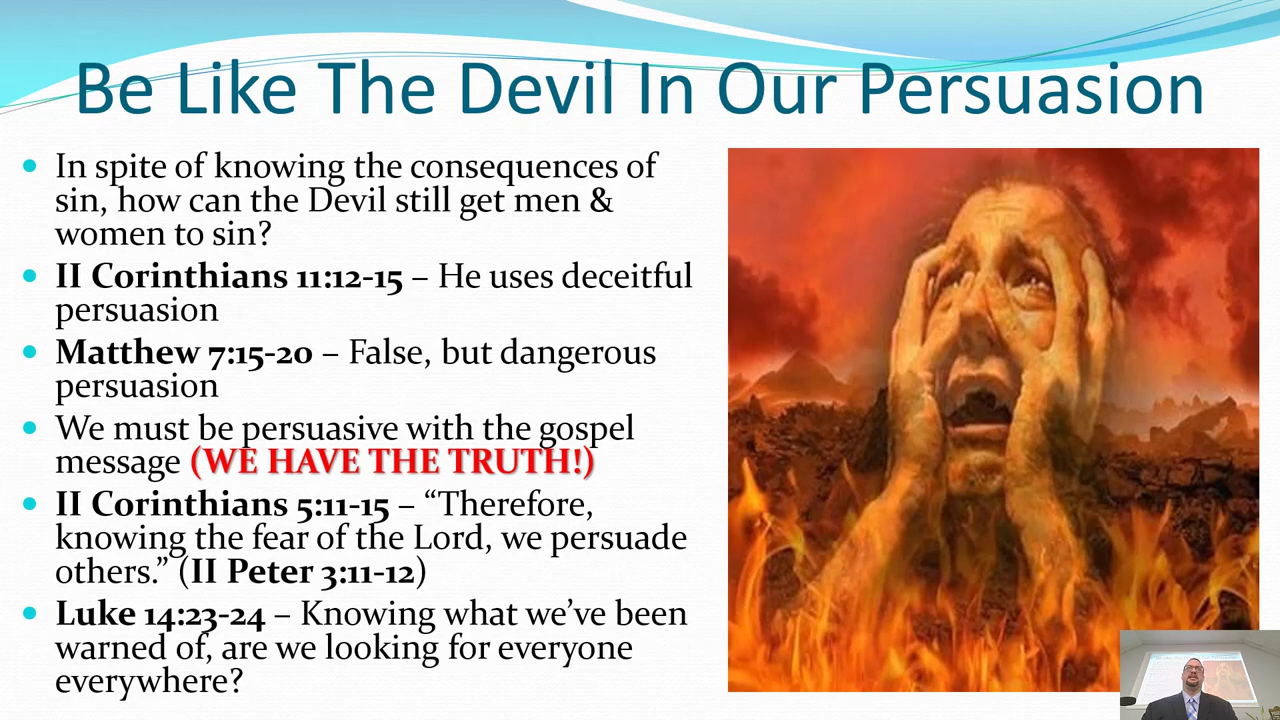 Be Like The Devil In Our Persuasion
In spite of knowing the consequences of
sin, how can the Devil still get men &
women to sin?
II Corinthians 11:12-15 – He uses deceitful
persuasion
Matthew 7:15-20 – False, but dangerous
persuasion
We must be persuasive with the gospel
message (WE HAVE THE TRUTH!)
II Corinthians 5:11-15 – “Therefore,
knowing the fear of the Lord, we persuade
others.” (II Peter 3:11-12)
Luke 14:23-24 – Knowing what we’ve been
warned of, are we looking for everyone
everywhere?